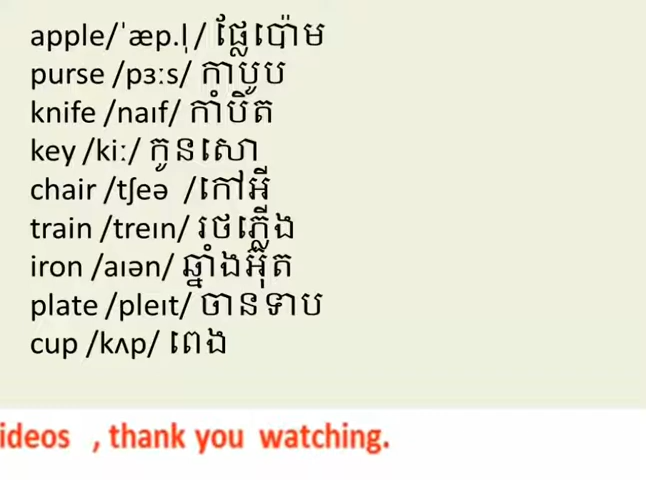 apple/ˈæp.l̩ / ផ្លែប៉ោម
purse /pɜːs/ កាបូប
knife /naɪf/ កាំបិត
key /kiː/ កូនសោ
chair /tʃeə /កៅអី
train /treɪn/ រថភ្លើង
iron /aɪən/ ឆ្នាំងអ៊ុត
plate /pleɪt/ ចានទាប
cup /kʌp/ ពេង
ideos , thank you watching.